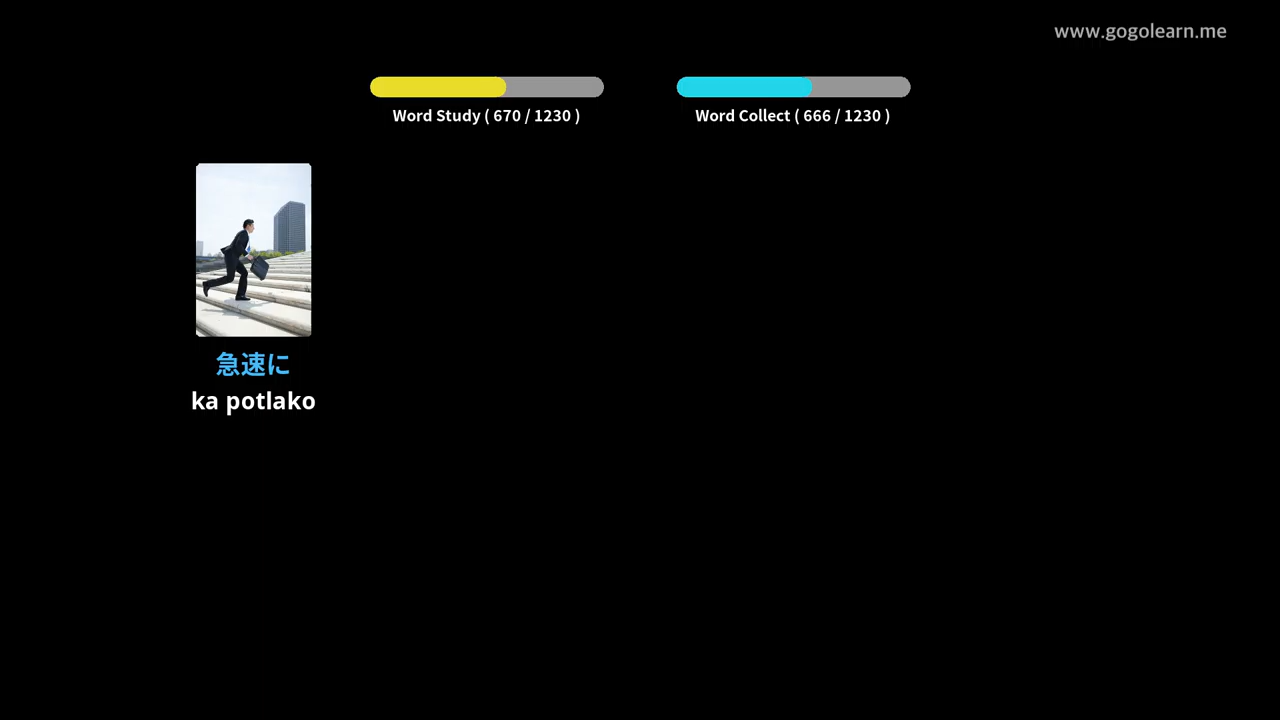 www.gogolearn.me
Word Study ( 670 / 1230 )
Word Collect ( 666 / 1230 )
急速に
ka potlako